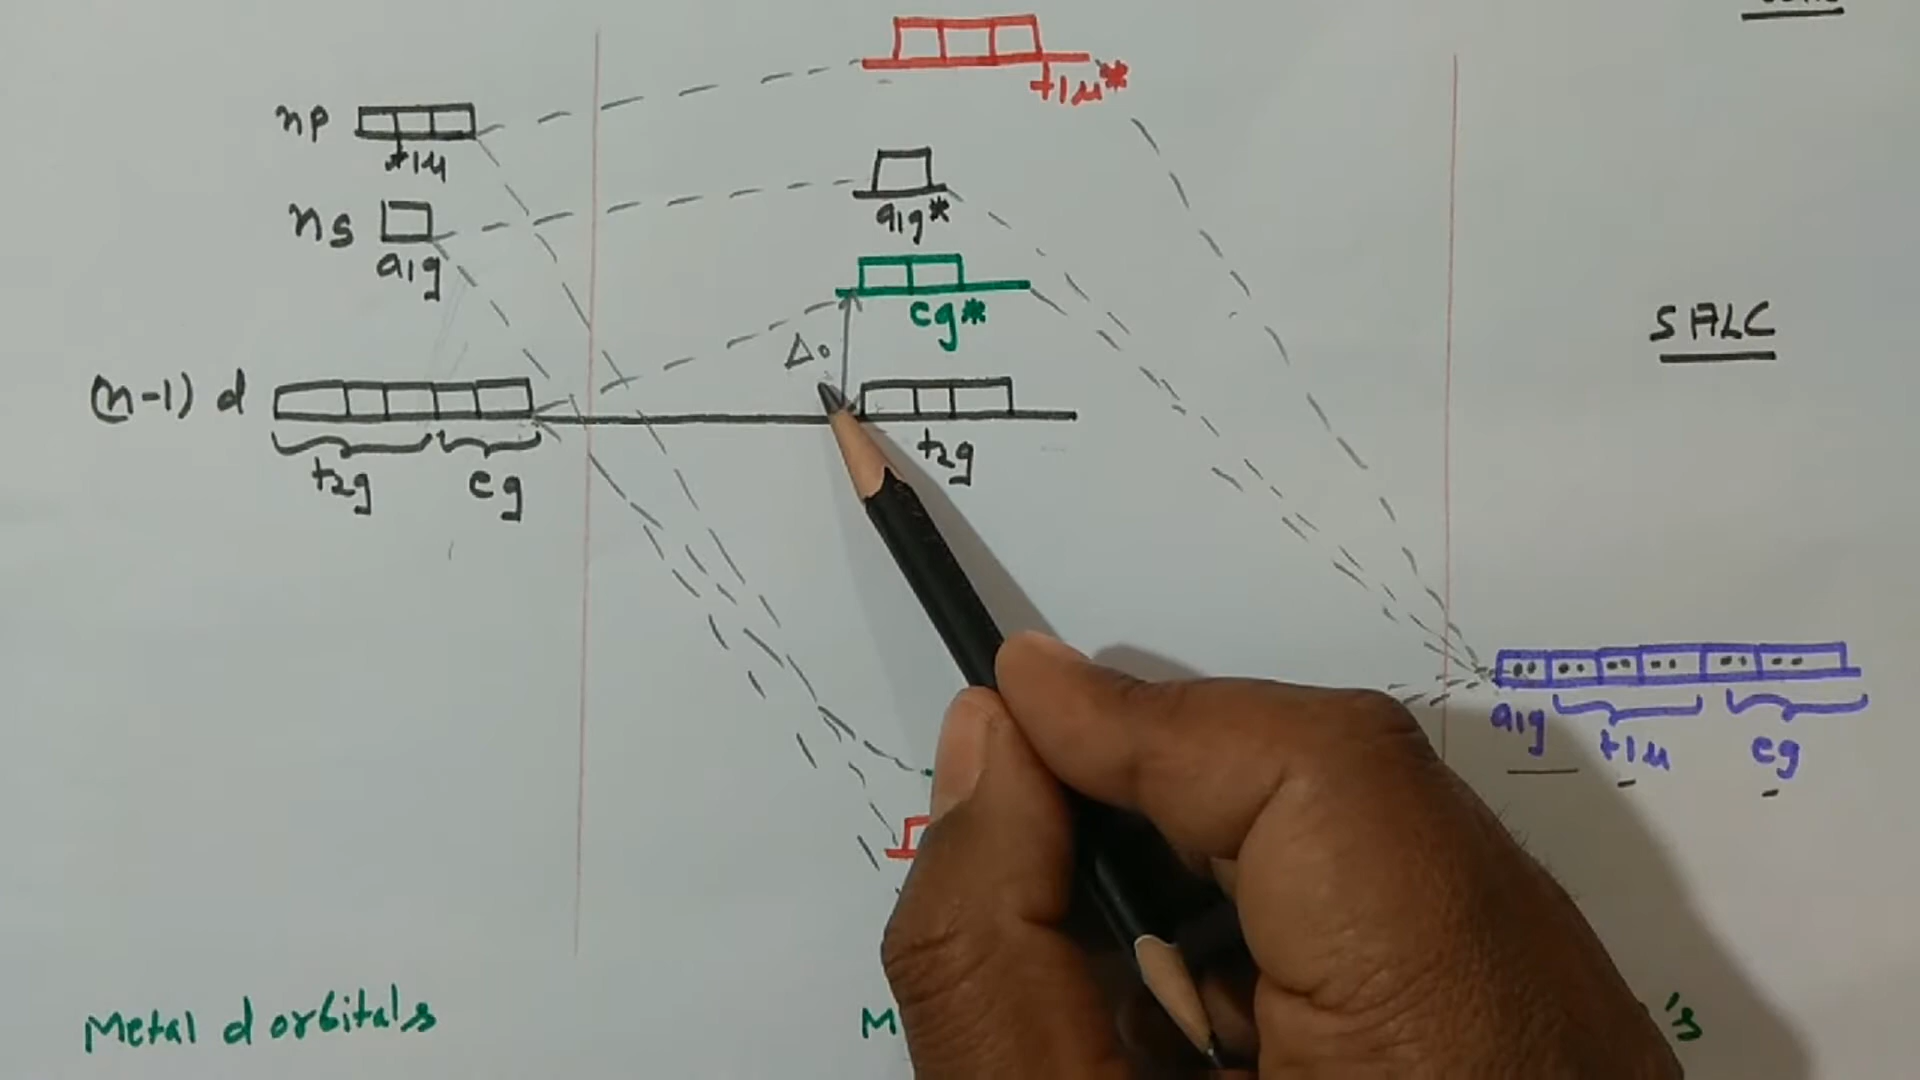 t1u*
np
t1u
a1g*
ns
a1g
eg*
SALC
Δo
(n-1) d
t2g
t2g
eg
a1g
t1u
eg
Metal d orbitals
M
's